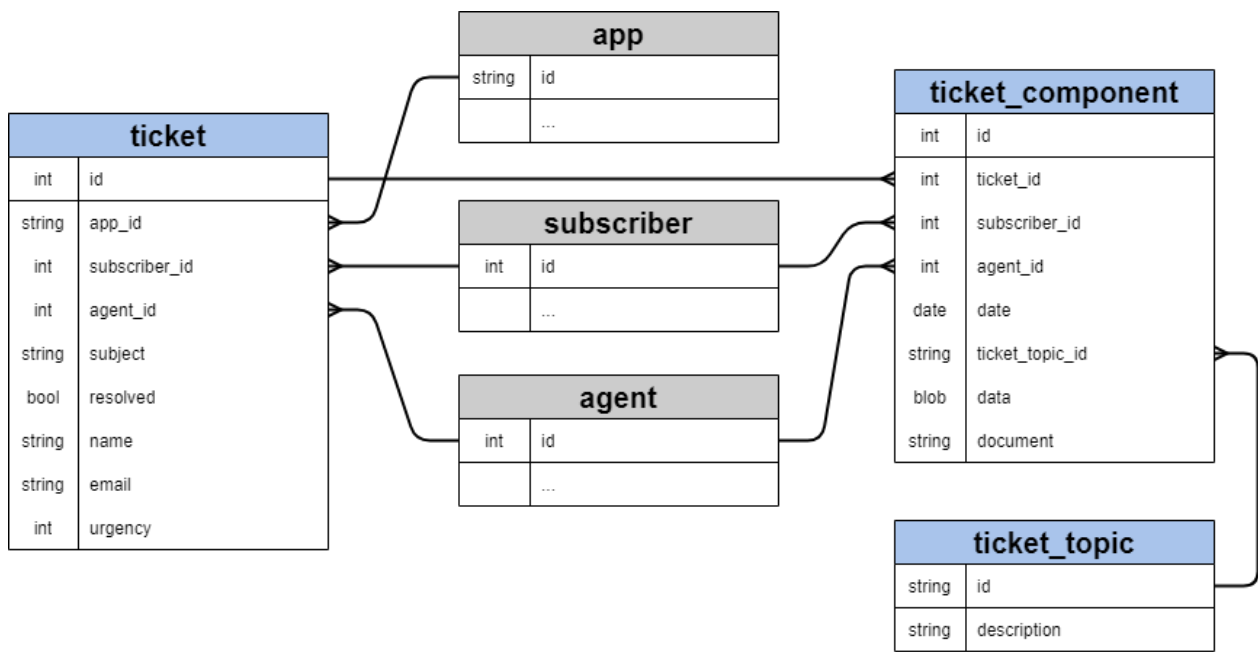 app
string id
...
ticket
int id
string app_id
int subscriber_id
int agent_id
string subject
bool resolved
string name
string email
int urgency
subscriber
int id
...
agent
int id
...
ticket_component
int id
int ticket_id
int subscriber_id
int agent_id
date date
string ticket_topic_id
blob data
string document
ticket_topic
string id
string description